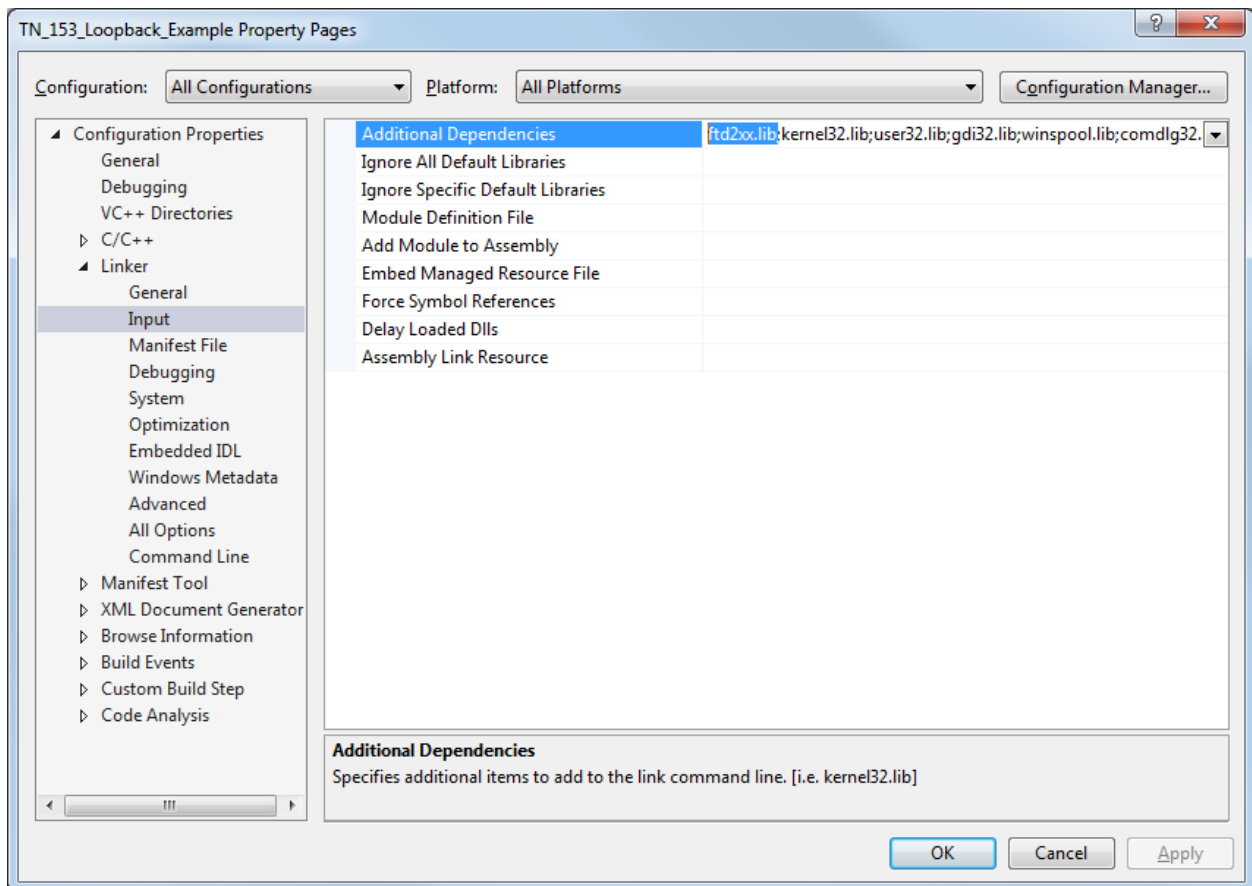 TN_153_Loopback_Example Property Pages
Configuration: All Configurations Platform: All Platforms Configuration Manager...
Configuration Properties
General
Debugging
VC++ Directories
C/C++
Linker
General
Input
Manifest File
Debugging
System
Optimization
Embedded IDL
Windows Metadata
Advanced
All Options
Command Line
Manifest Tool
XML Document Generator
Browse Information
Build Events
Custom Build Step
Code Analysis
Additional Dependencies ftd2xx.lib;kernel32.lib;user32.lib;gdi32.lib;winspool.lib;comdlg32.
Ignore All Default Libraries
Ignore Specific Default Libraries
Module Definition File
Add Module to Assembly
Embed Managed Resource File
Force Symbol References
Delay Loaded Dlls
Assembly Link Resource
Additional Dependencies
Specifies additional items to add to the link command line. [i.e. kernel32.lib]
OK Cancel Apply